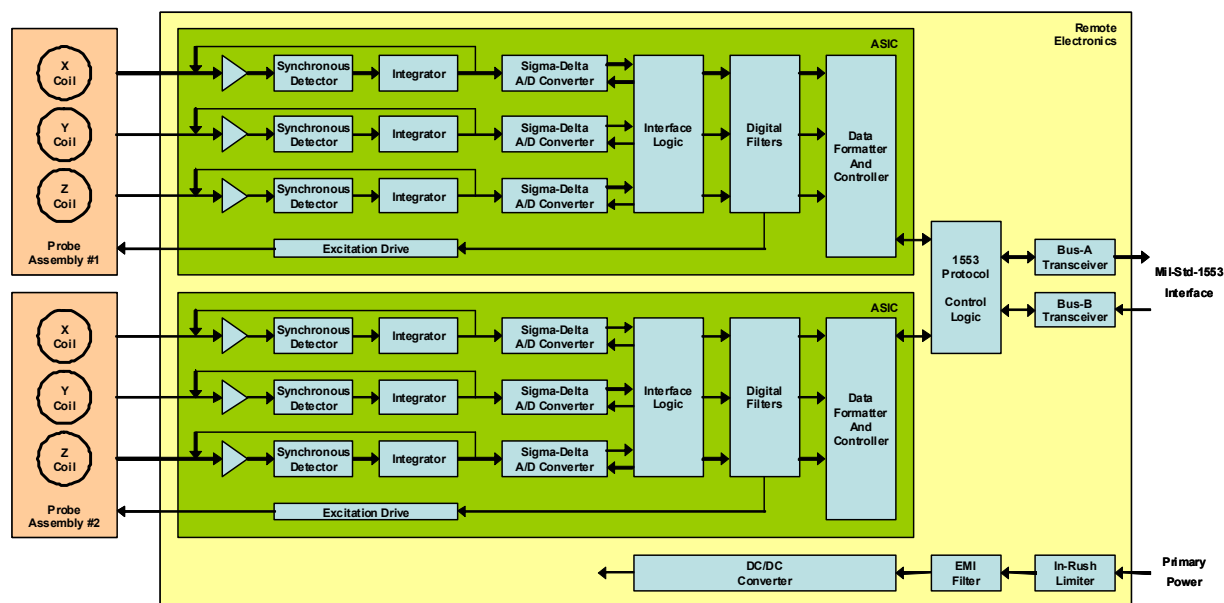 Remote
Electronics
ASIC
X
Coil
Synchronous
Detector
Integrator
Sigma-Delta
A/D Converter
Y
Coil
Synchronous
Detector
Integrator
Sigma-Delta
A/D Converter
Z
Coil
Synchronous
Detector
Integrator
Sigma-Delta
A/D Converter
Interface
Logic
Digital
Filters
Data
Formatter
And
Controller
Probe
Assembly #1
Excitation Drive
1553
Protocol
Control
Logic
Bus-A
Transceiver
Bus-B
Transceiver
Mil-Std-1553
Interface
ASIC
X
Coil
Synchronous
Detector
Integrator
Sigma-Delta
A/D Converter
Y
Coil
Synchronous
Detector
Integrator
Sigma-Delta
A/D Converter
Z
Coil
Synchronous
Detector
Integrator
Sigma-Delta
A/D Converter
Interface
Logic
Digital
Filters
Data
Formatter
And
Controller
Probe
Assembly #2
Excitation Drive
DC/DC
Converter
EMI
Filter
In-Rush
Limiter
Primary
Power